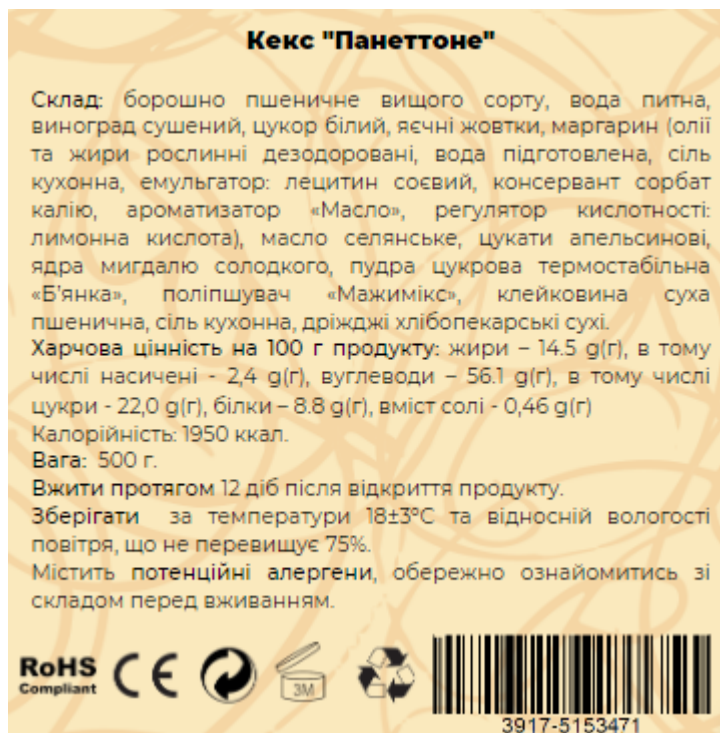 Кекс "Панеттоне"
Склад: борошно пшеничне вищого сорту, вода питна,
виноград сушений, цукор білий, яєчні жовтки, маргарин (олії
та жири рослинні дезодоровані, вода підготовлена, сіль
кухонна, емульгатор: лецитин соєвий, консервант сорбат
калію, ароматизатор «Масло», регулятор кислотності:
лимонна кислота), масло селянське, цукати апельсинові,
ядра мигдалю солодкого, пудра цукрова термостабільна
«Б'янка», поліпшувач «Мажимікс», клейковина суха
пшенична, сіль кухонна, дріжджі хлібопекарські сухі.
Харчова цінність на 100 г продукту: жири – 14.5 g(г), в тому
числі насичені - 2,4 g(г), вуглеводи – 56.1 g(г), в тому числі
цукри - 22,0 g(г), білки – 8.8 g(г), вміст солі - 0,46 g(г)
Калорійність: 1950 ккал.
Вага: 500 г.
Вжити протягом 12 діб після відкриття продукту.
Зберігати за температури 18±3°C та відносній вологості
повітря, що не перевищує 75%.
Містить потенційні алергени, обережно ознайомитись зі
складом перед вживанням.
RoHS
Compliant
CE
3M
3917-5153471